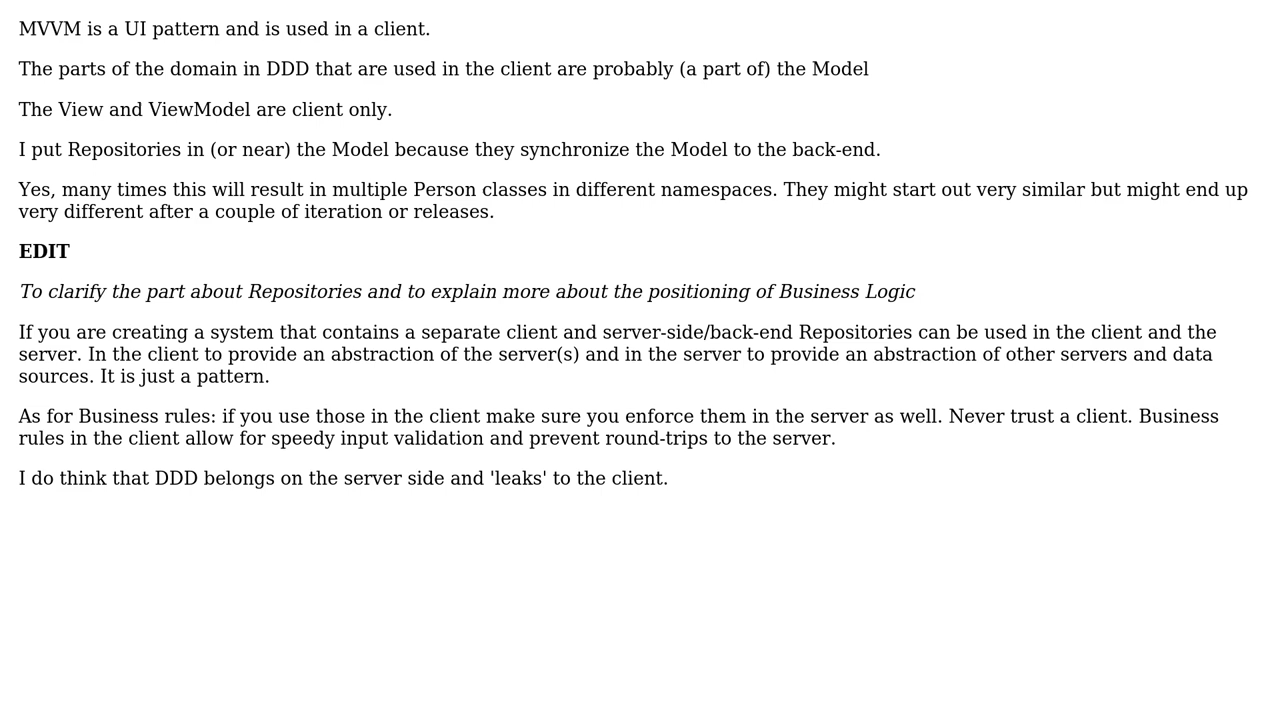 MVVM is a UI pattern and is used in a client.
The parts of the domain in DDD that are used in the client are probably (a part of) the Model
The View and ViewModel are client only.
I put Repositories in (or near) the Model because they synchronize the Model to the back-end.
Yes, many times this will result in multiple Person classes in different namespaces. They might start out very similar but might end up
very different after a couple of iteration or releases.
EDIT
To clarify the part about Repositories and to explain more about the positioning of Business Logic
If you are creating a system that contains a separate client and server-side/back-end Repositories can be used in the client and the
server. In the client to provide an abstraction of the server(s) and in the server to provide an abstraction of other servers and data
sources. It is just a pattern.
As for Business rules: if you use those in the client make sure you enforce them in the server as well. Never trust a client. Business
rules in the client allow for speedy input validation and prevent round-trips to the server.
I do think that DDD belongs on the server side and 'leaks' to the client.